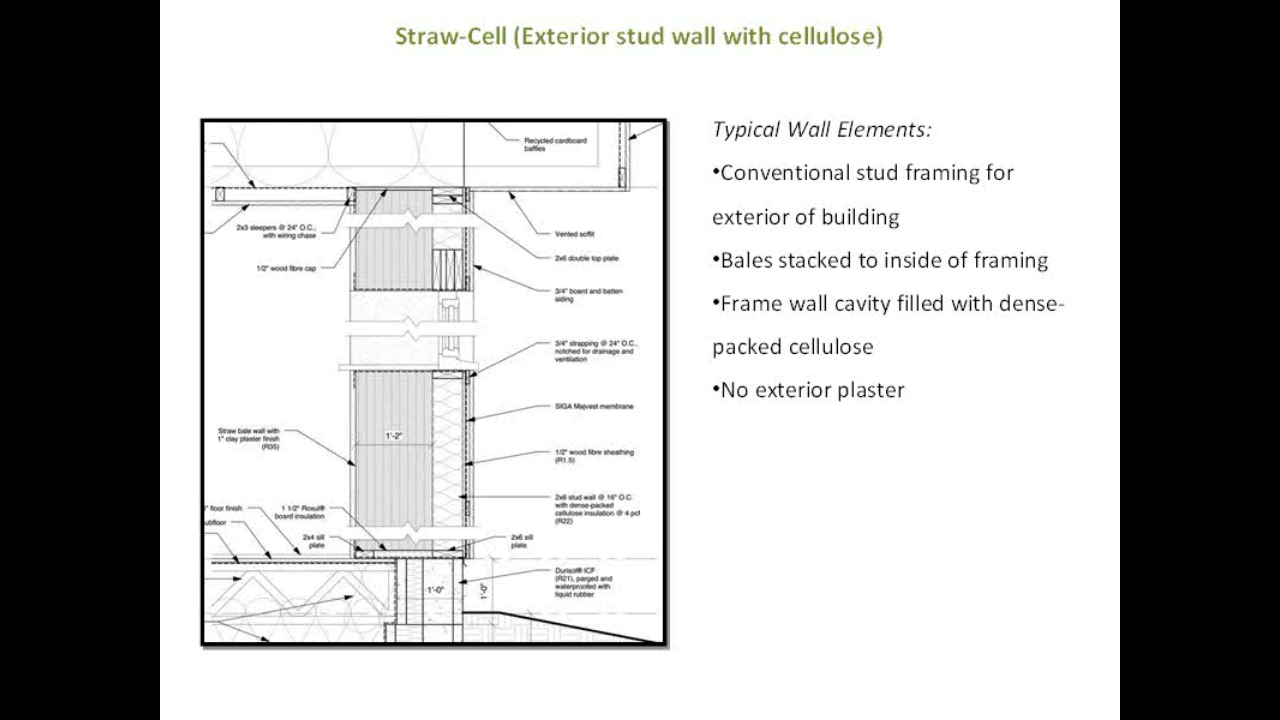 Straw-Cell (Exterior stud wall with cellulose)
Recycled cardboard
baffles
2x3 sleepers @ 24" O.C.,
with wiring chase
1/2" wood fibre cap
Vented soffit
2x6 double top plate
3/4" board and batten
siding
3/4" strapping @ 24" O.C.,
notched for drainage and
ventilation
SIGA Majvest membrane
Straw bale wall with
1" clay plaster finish
(R35)
1'-2"
1/2" wood fibre sheathing
(R1.5)
2x6 stud wall @ 16" O.C.
with dense-packed
cellulose insulation @ 4 pcf
(R22)
" floor finish
ubfloor
1 1/2" Roxul®
board insulation
2x4 sill
plate
2x6 sill
plate
Durisol® ICF
(R21), parged and
waterproofed with
liquid rubber
1'-0"
1'-0"
Typical Wall Elements:
•Conventional stud framing for
exterior of building
•Bales stacked to inside of framing
•Frame wall cavity filled with dense-
packed cellulose
•No exterior plaster